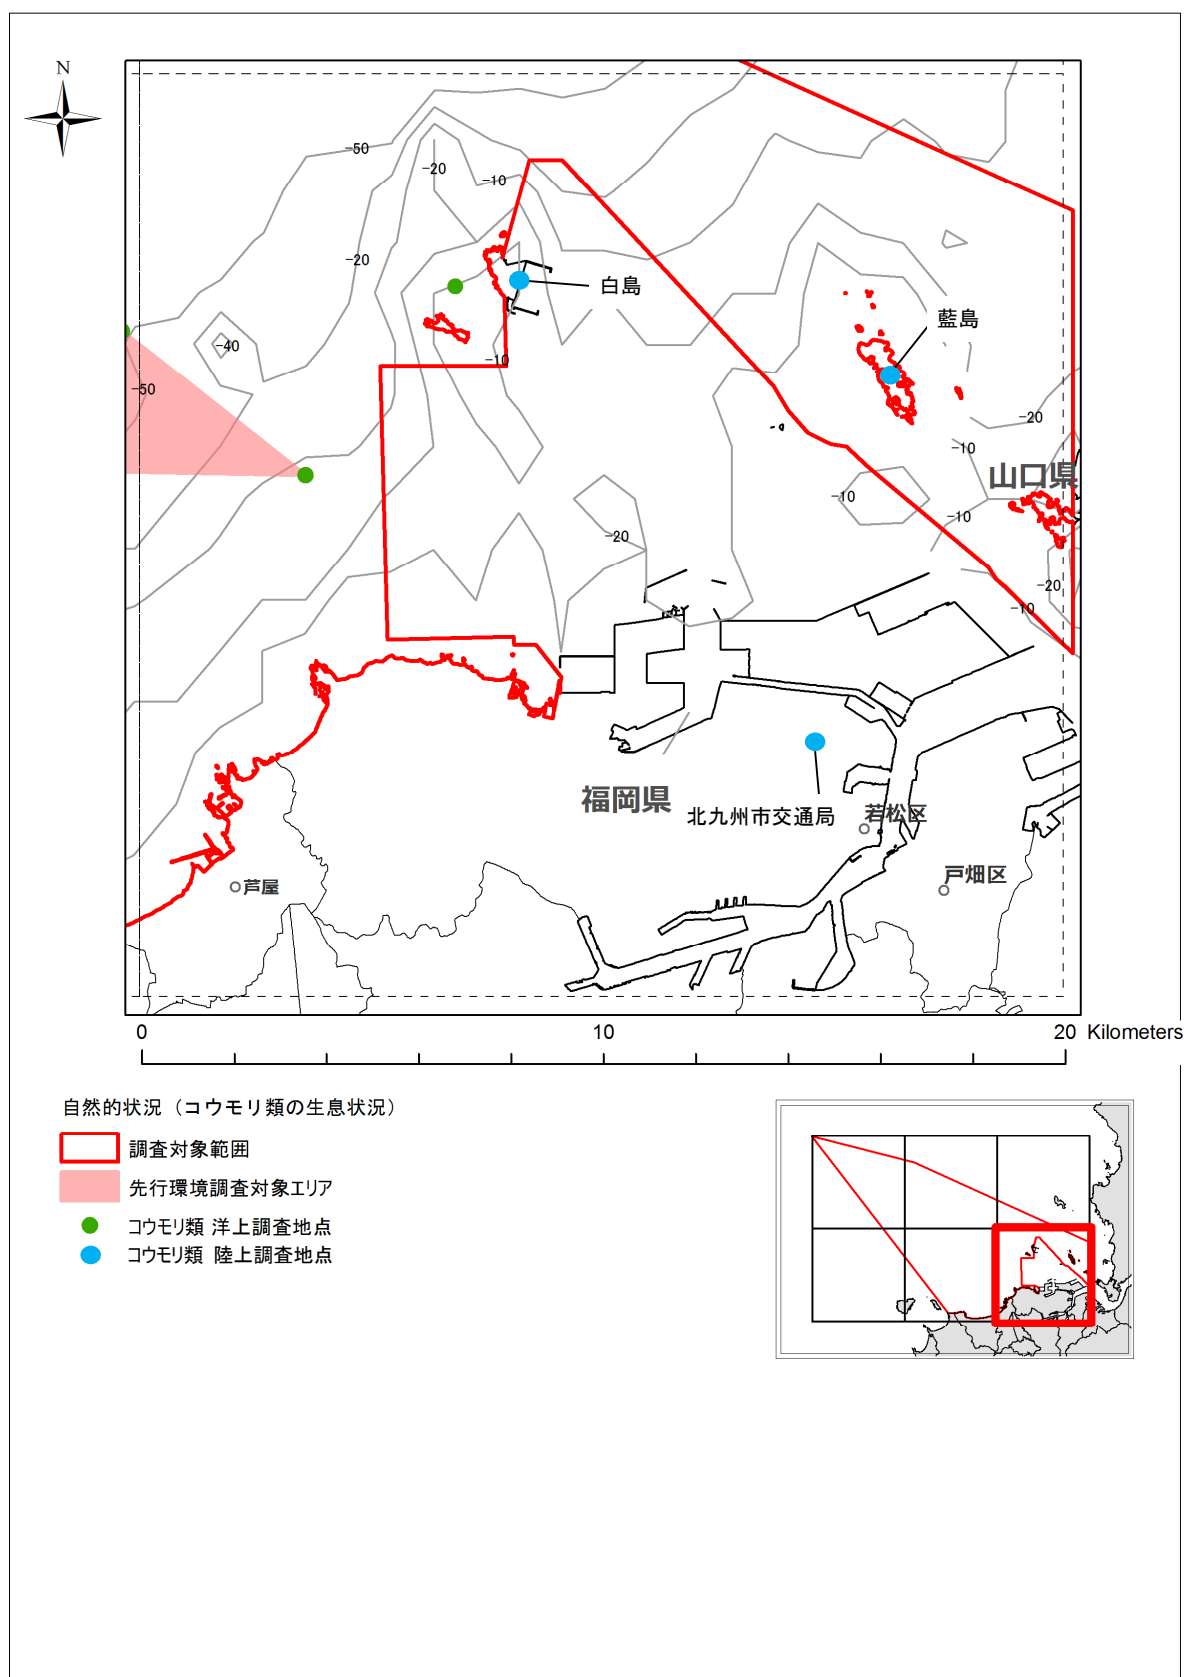 N
-50
-20
-10
-20
白島
藍島
-40
-10
-50
-20
-10
山口県
-10
-10
-20
-20
-10
福岡県
北九州市交通局
若松区
戸畑区
芦屋
0 10 20 Kilometers
自然的状況（コウモリ類の生息状況）
調査対象範囲
先行環境調査対象エリア
コウモリ類 洋上調査地点
コウモリ類 陸上調査地点